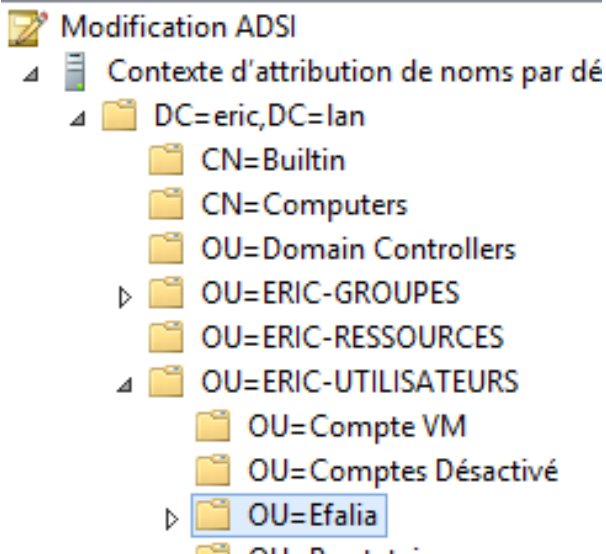 Modification ADSI
Contexte d'attribution de noms par dé
DC=eric,DC=lan
CN=Builtin
CN=Computers
OU=Domain Controllers
OU=ERIC-GROUPES
OU=ERIC-RESSOURCES
OU=ERIC-UTILISATEURS
OU=Compte VM
OU=Comptes Désactivé
OU=Efalia